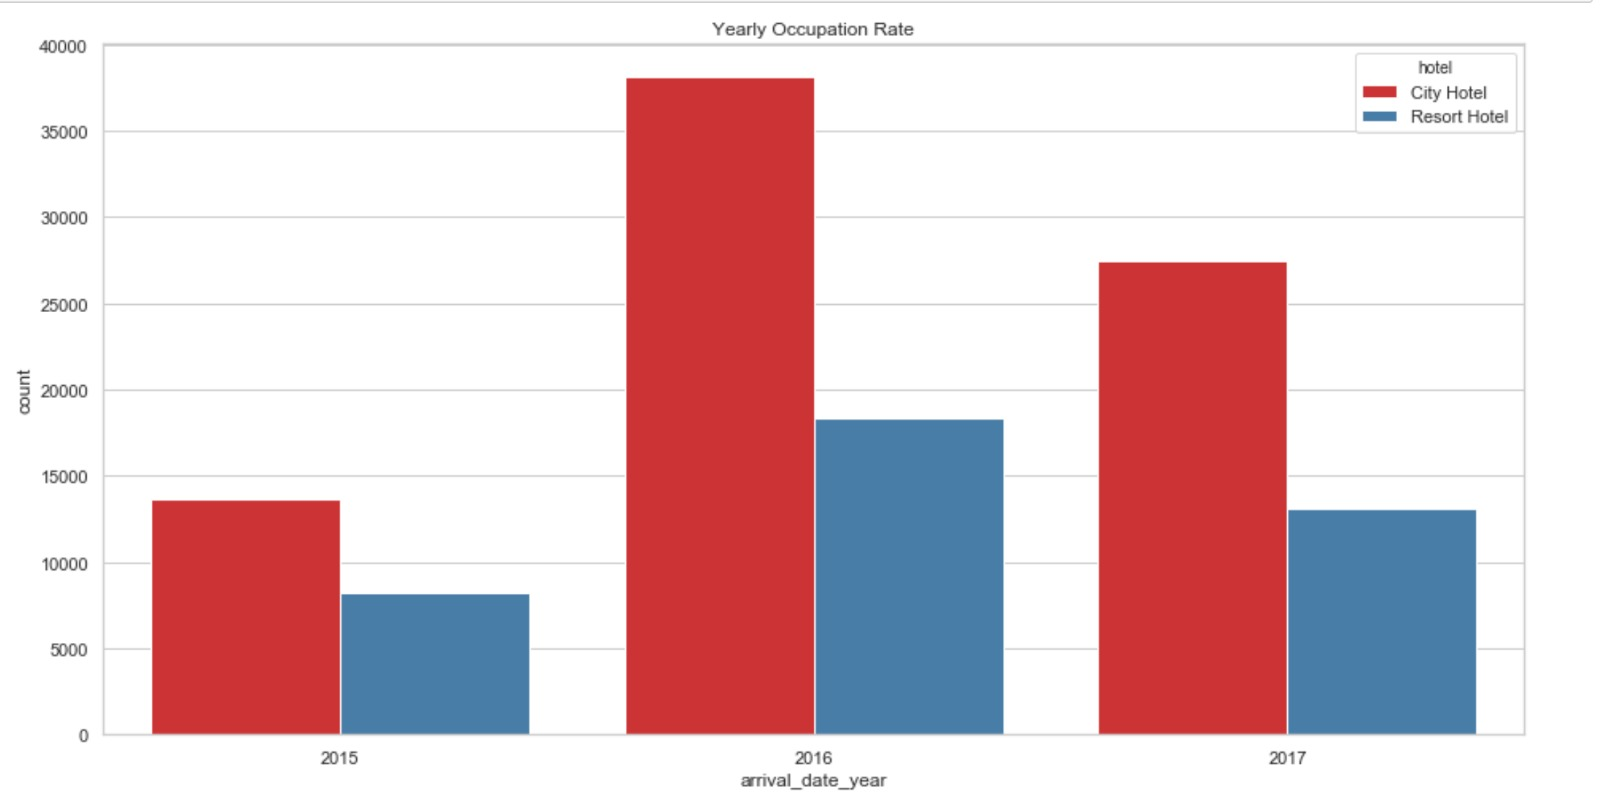 Yearly Occupation Rate
40000
35000
30000
25000
20000
15000
10000
5000
0
count
hotel
City Hotel
Resort Hotel
2015 2016 2017
arrival_date_year